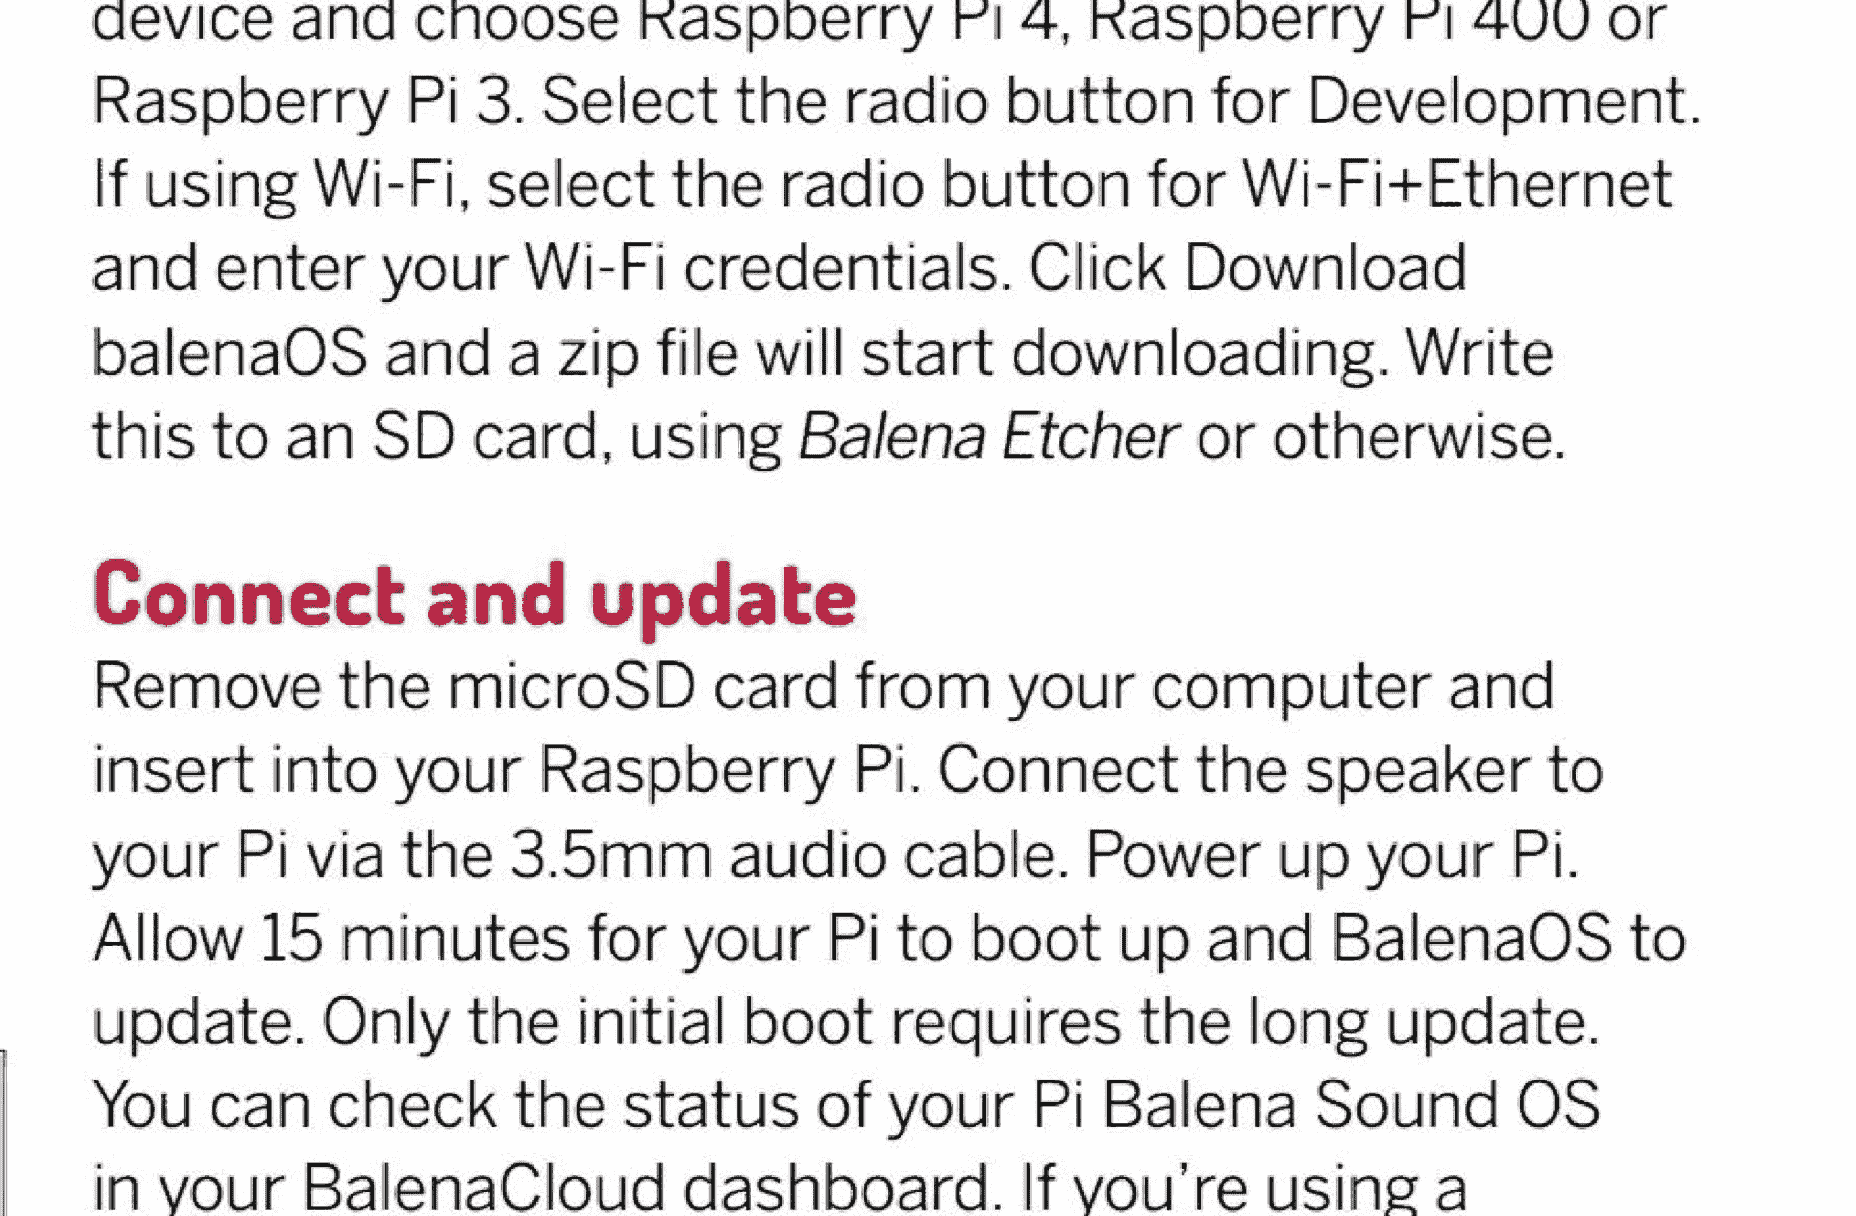 device and choose Raspberry Pi 4, Raspberry Pi 400 or
Raspberry Pi 3. Select the radio button for Development.
If using Wi-Fi, select the radio button for Wi-Fi+Ethernet
and enter your Wi-Fi credentials. Click Download
balenaOS and a zip file will start downloading. Write
this to an SD card, using Balena Etcher or otherwise.
Connect and update
Remove the microSD card from your computer and
insert into your Raspberry Pi. Connect the speaker to
your Pi via the 3.5mm audio cable. Power up your Pi.
Allow 15 minutes for your Pi to boot up and BalenaOS to
update. Only the initial boot requires the long update.
You can check the status of your Pi Balena Sound OS
in your BalenaCloud dashboard. If you’re using a